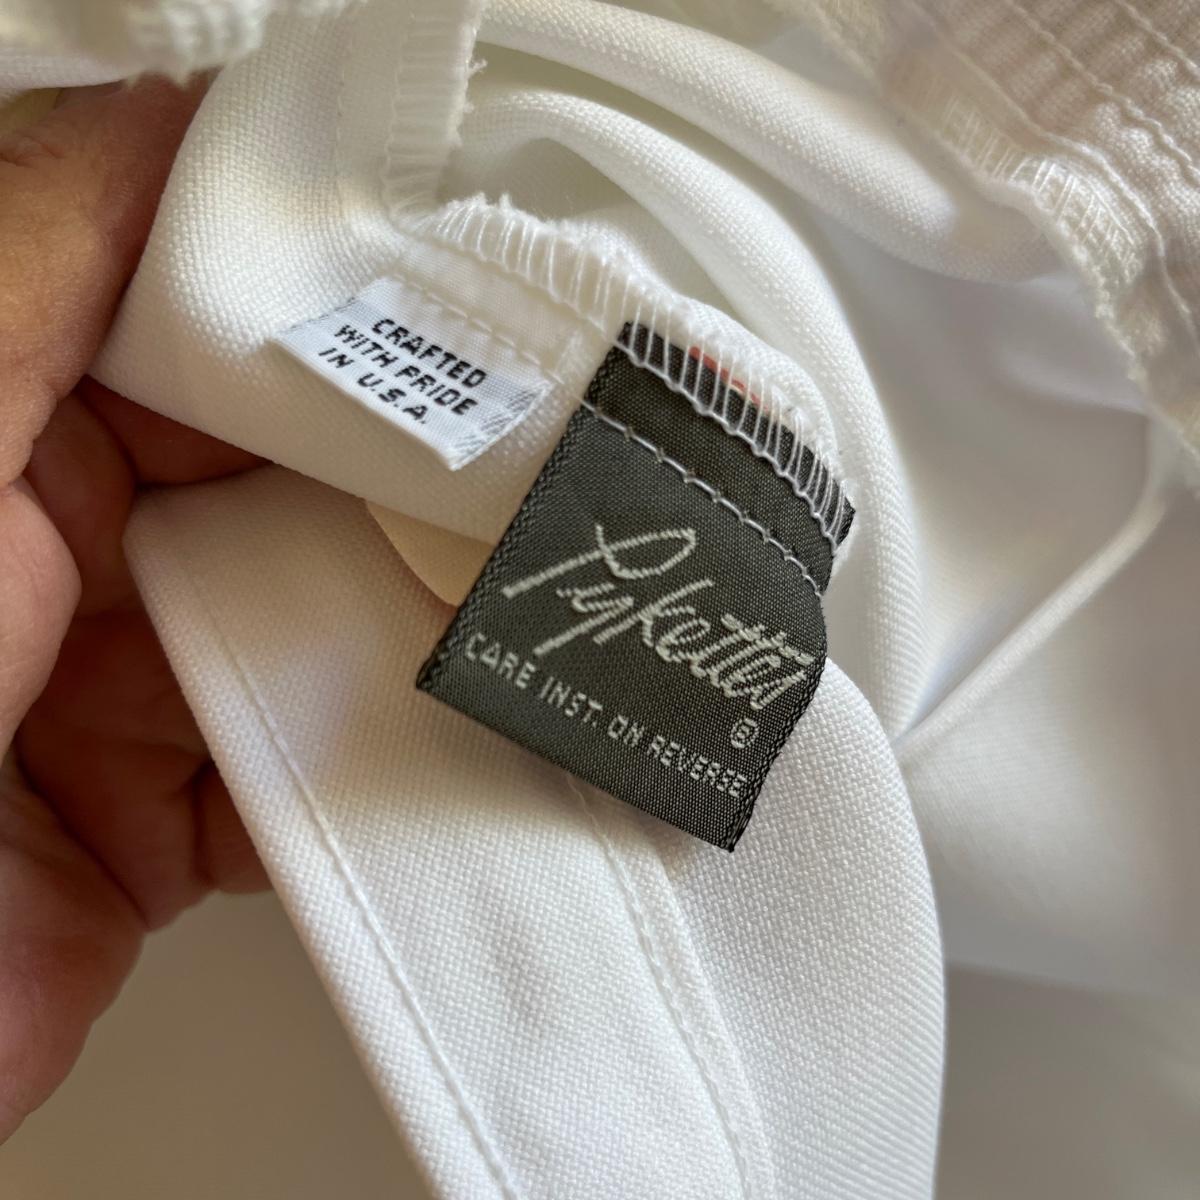 CRAFTED
WITH PRIDE
IN U.S.A.
Pykettes
®
CARE INST. ON REVERSE